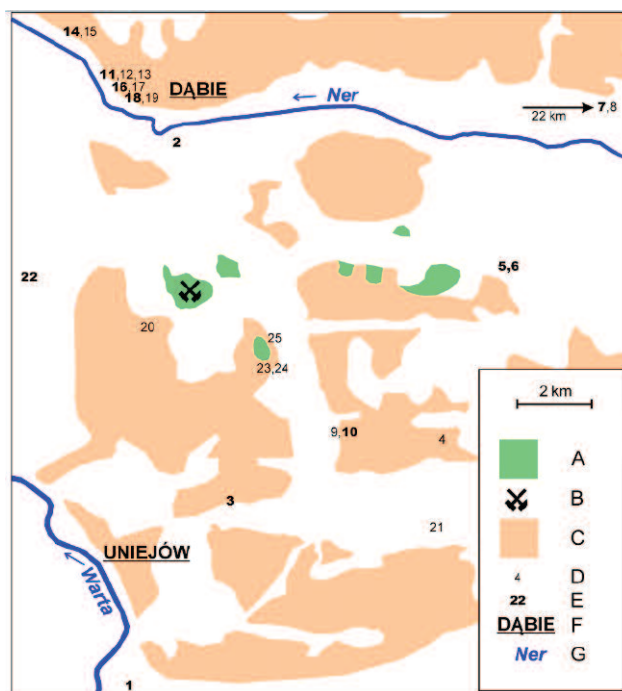 14,15
11,12,13
16,17
18,19
DĄBIE
← Ner
22 km
7,8
2
22
5,6
20
25
23,24
9,10
4
3
21
UNIEJÓW
← Warta
1
2 km
A
B
C
4 D
22 E
DĄBIE F
Ner G